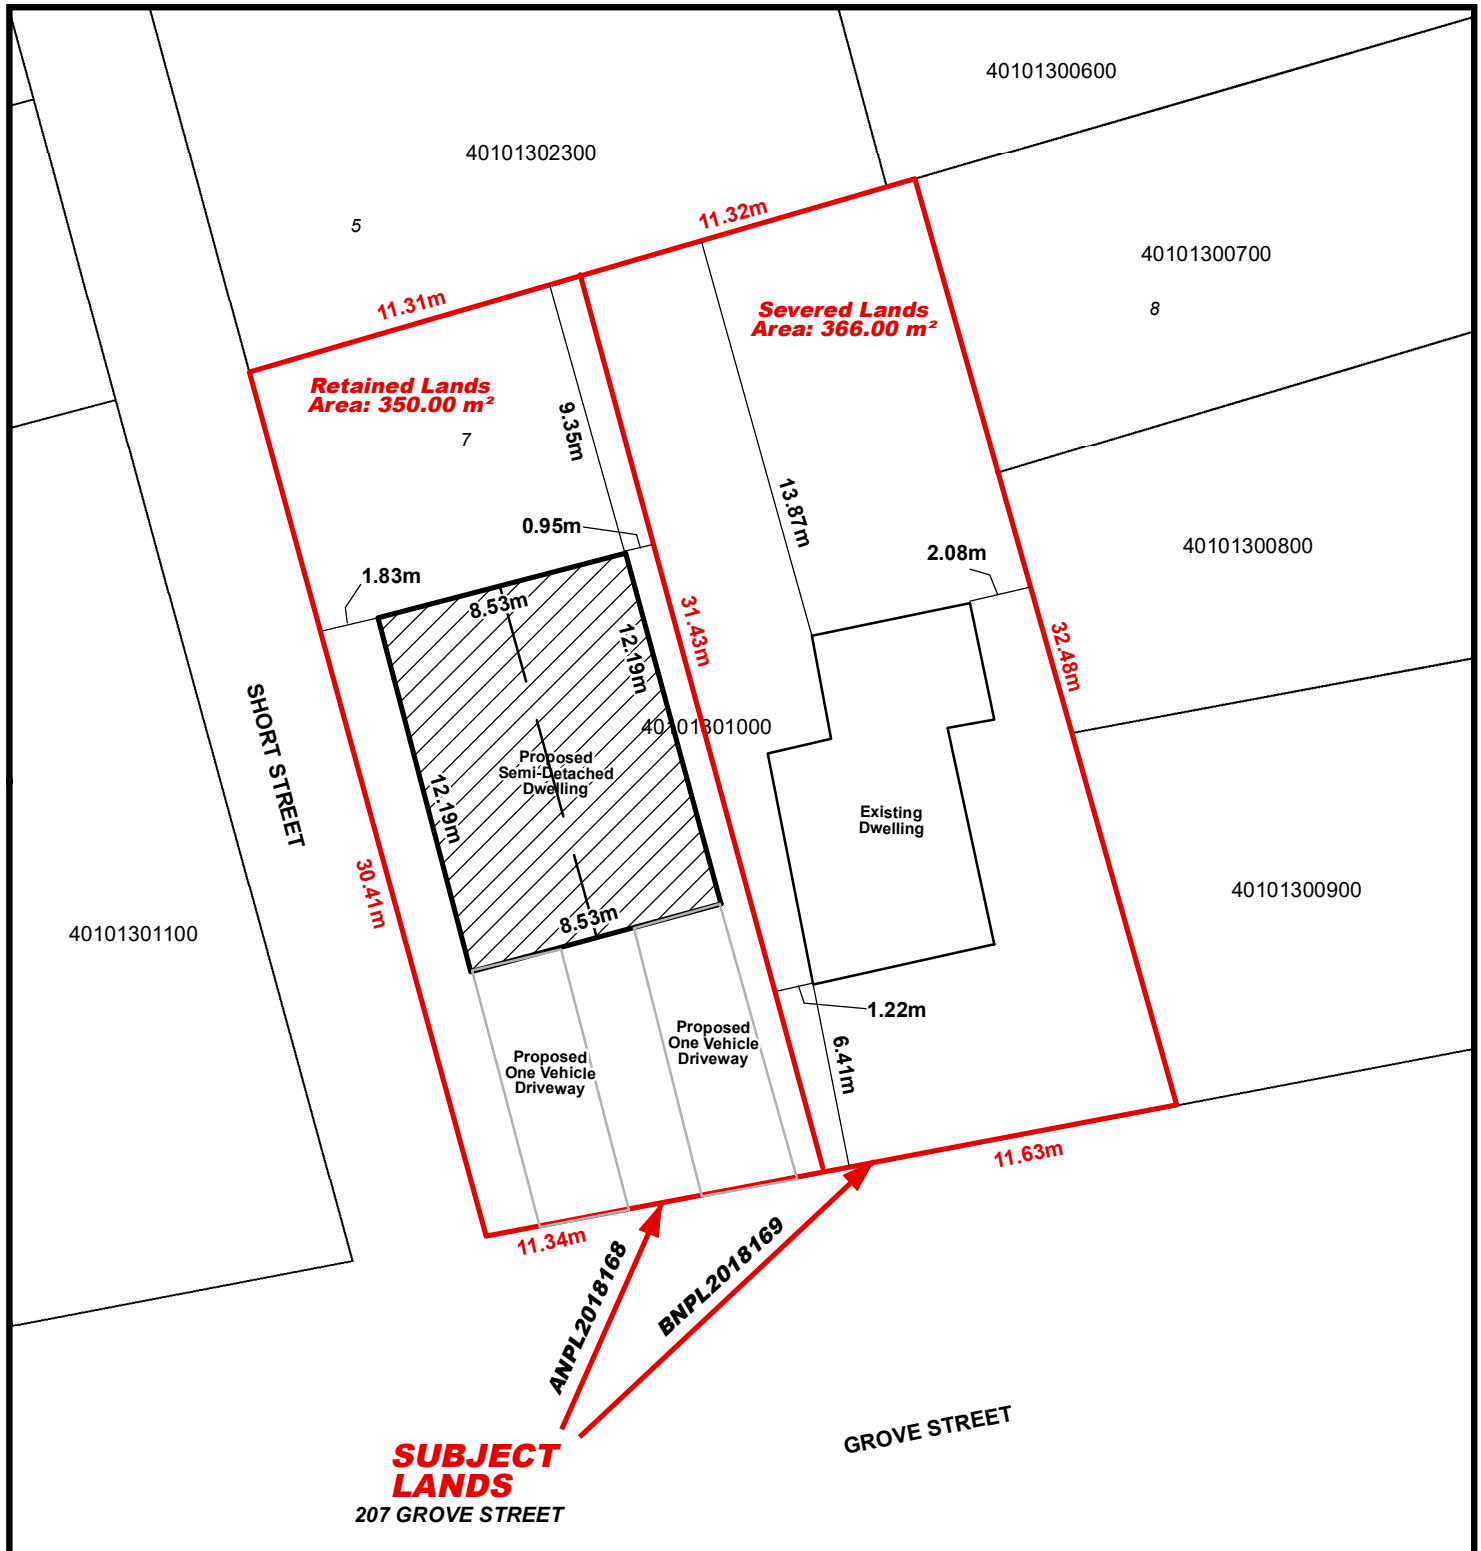 40101300600
40101302300
5
11.32m
40101300700
8
11.31m
Severed Lands
Area: 366.00 m²
Retained Lands
Area: 350.00 m²
7
9.35m
13.87m
0.95m
2.08m
40101300800
1.83m
8.53m
31.43m
12.19m
32.48m
SHORT STREET
40101301000
Proposed
Semi-Detached
Dwelling
12.19m
Existing
Dwelling
30.41m
40101300900
8.53m
40101301100
1.22m
Proposed
One Vehicle
Driveway
Proposed
One Vehicle
Driveway
6.41m
11.63m
11.34m
ANPL2018168
BNPL2018169
GROVE STREET
SUBJECT
LANDS
207 GROVE STREET